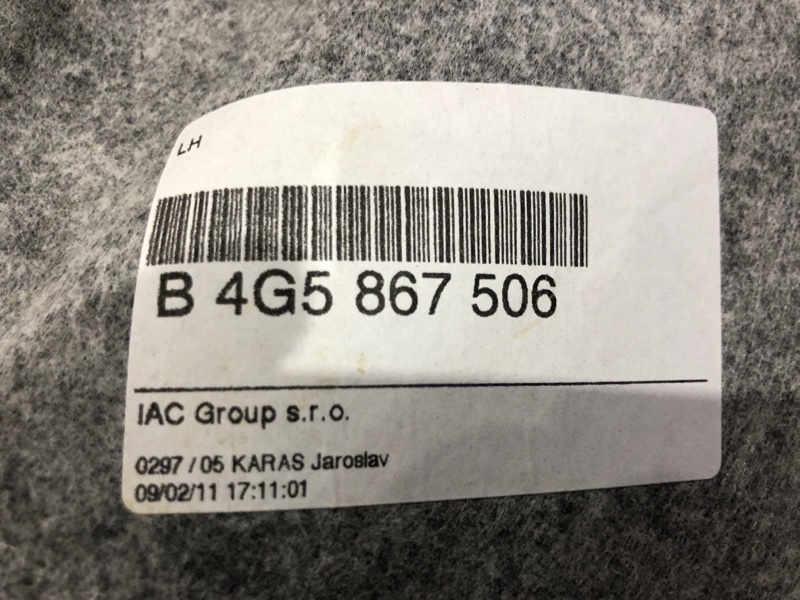 LH
B 4G5 867 506
IAC Group s.r.o.
0297 / 05 KARAS Jaroslav
09/02/11 17:11:01